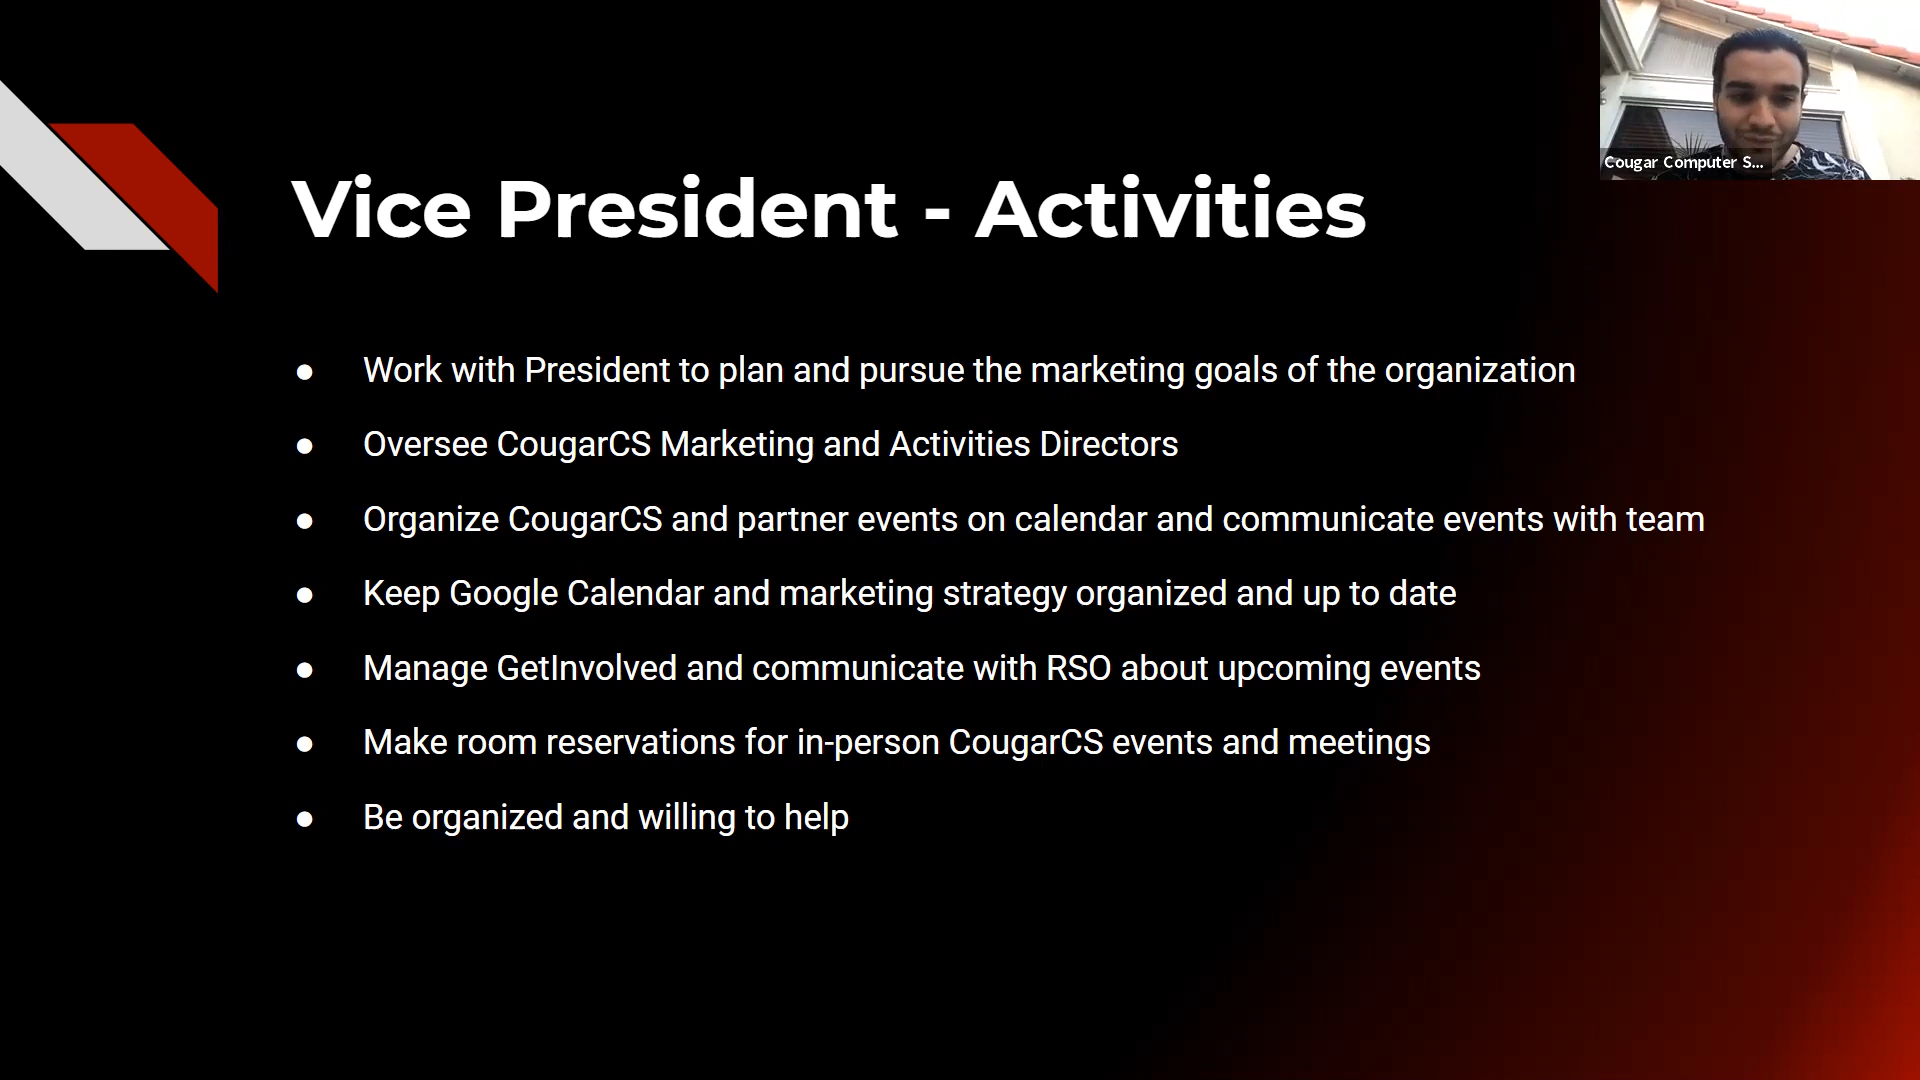 Cougar Computer S...
Vice President - Activities
● Work with President to plan and pursue the marketing goals of the organization
● Oversee CougarCS Marketing and Activities Directors
● Organize CougarCS and partner events on calendar and communicate events with team
● Keep Google Calendar and marketing strategy organized and up to date
● Manage GetInvolved and communicate with RSO about upcoming events
● Make room reservations for in-person CougarCS events and meetings
● Be organized and willing to help